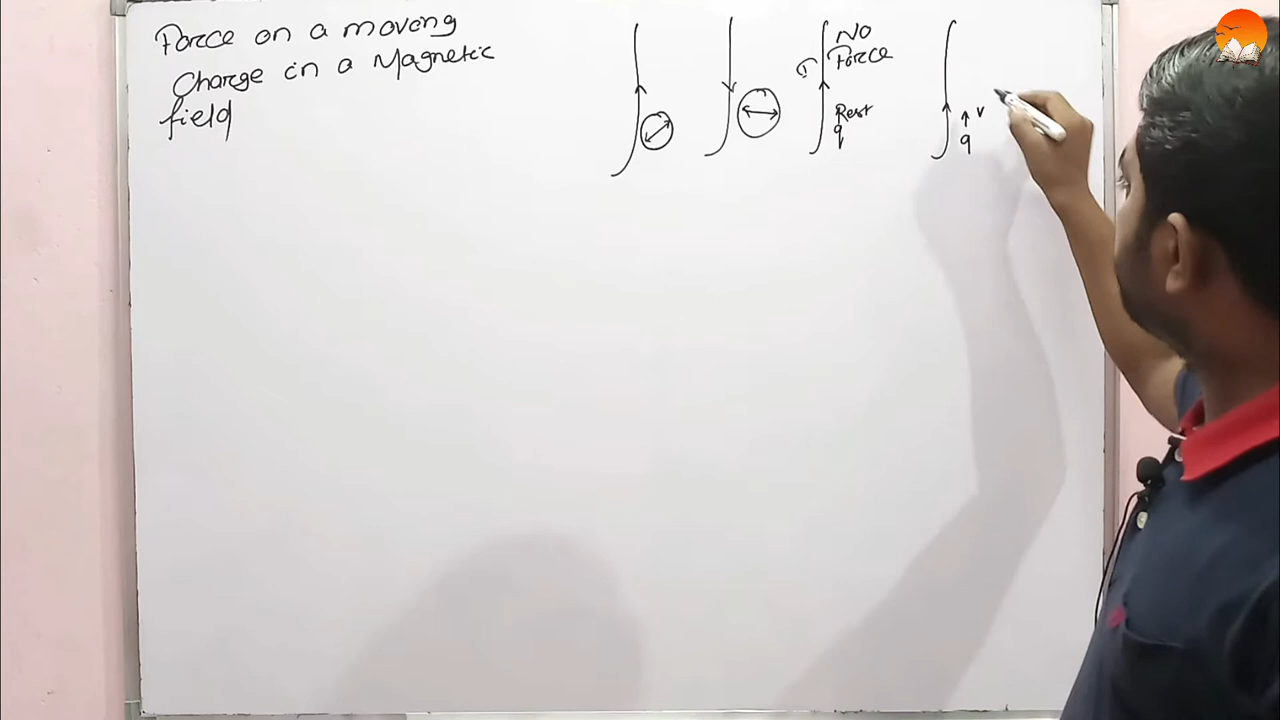 Force on a moving
Charge in a Magnetic
field
NO
Force
Rest
q
v
q